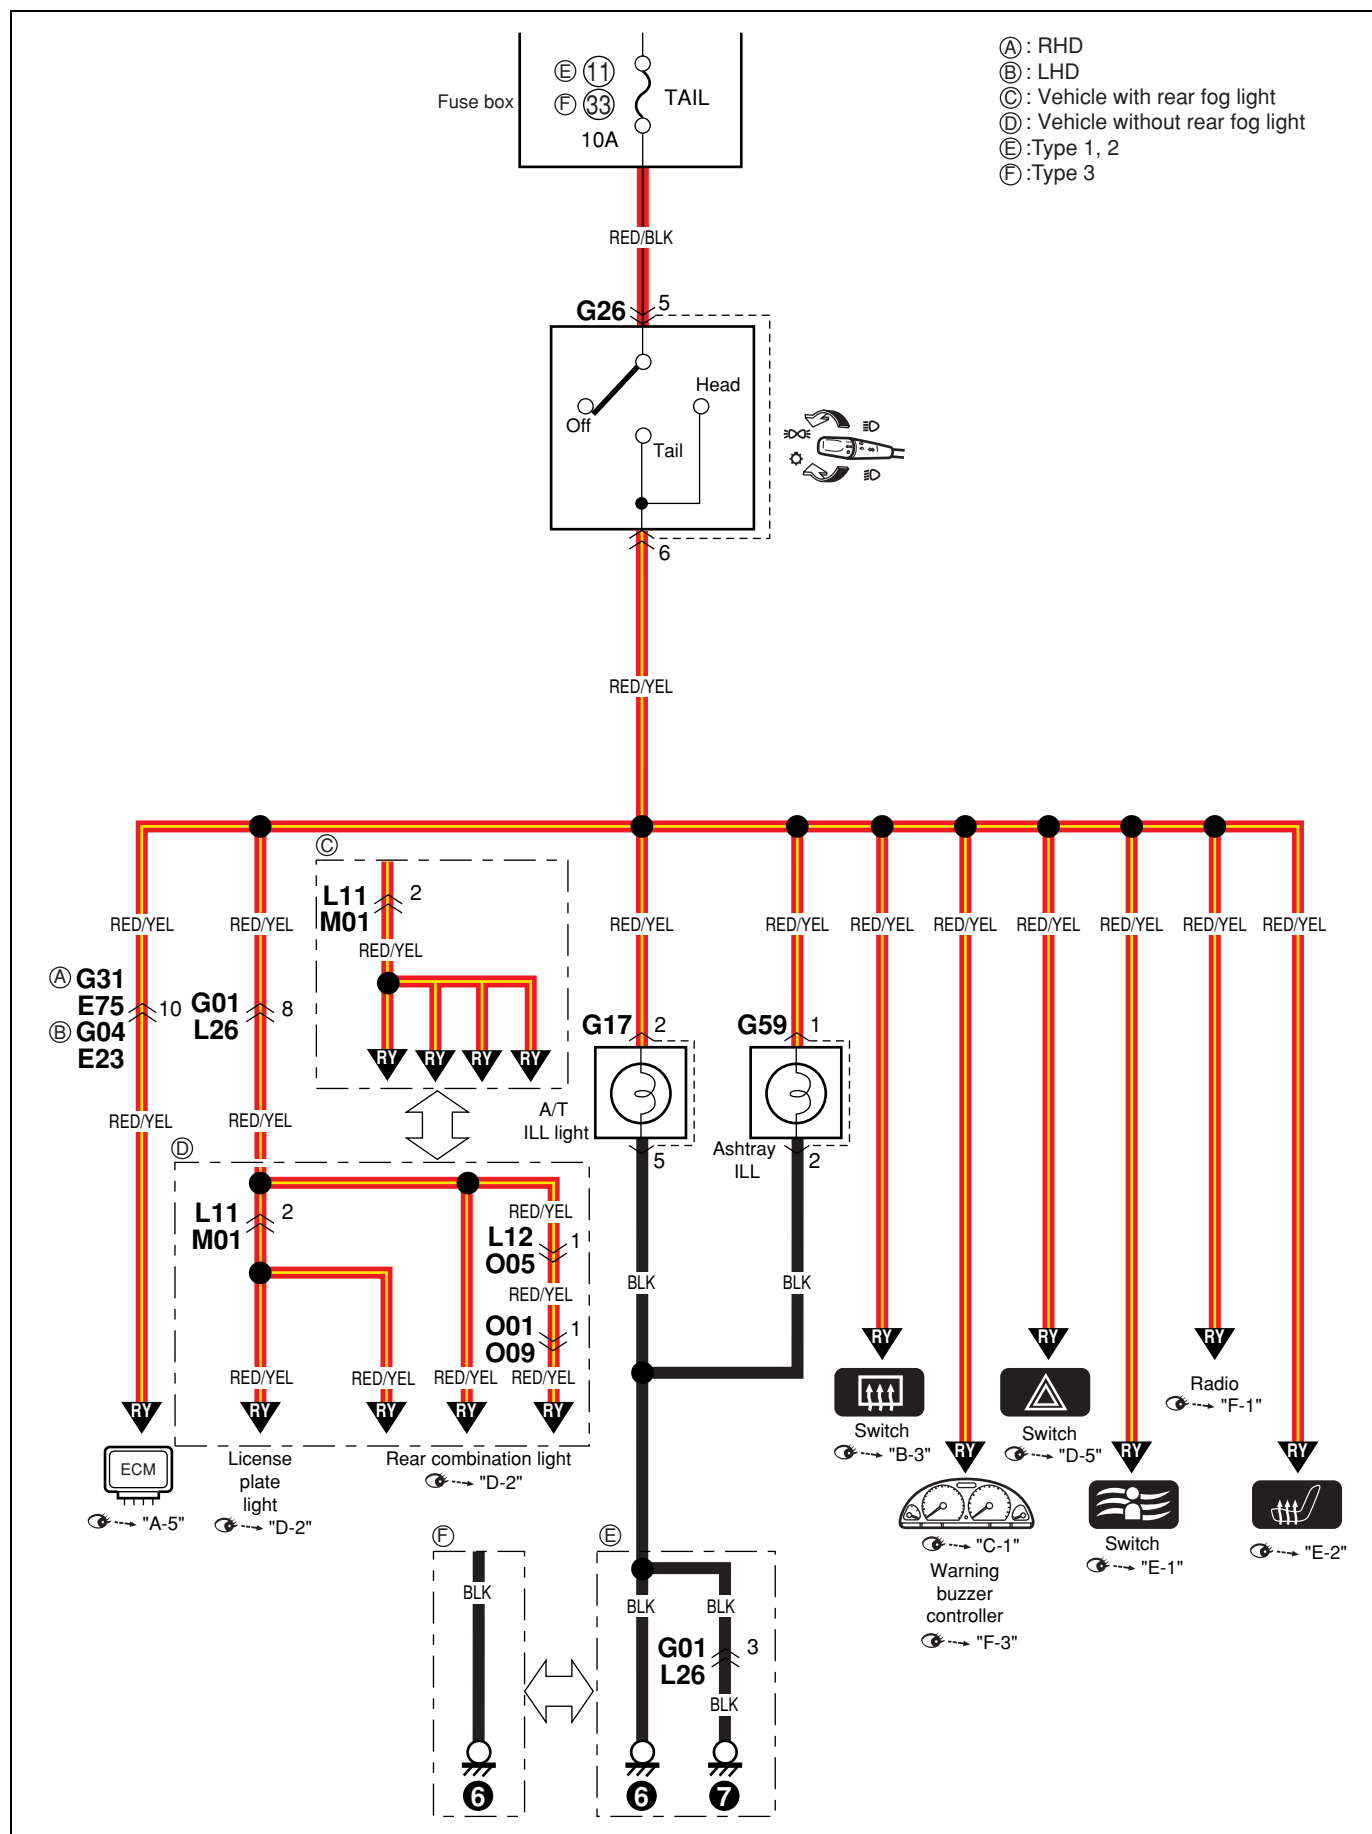 Fuse box
Ⓔ ⑪
Ⓕ ㉝
10A
TAIL
Ⓐ: RHD
Ⓑ: LHD
Ⓒ: Vehicle with rear fog light
Ⓓ: Vehicle without rear fog light
Ⓔ:Type 1, 2
Ⓕ:Type 3
RED/BLK
G26 5
Head
Off
Tail
6
RED/YEL
Ⓒ
L11 2
M01
RED/YEL
RED/YEL RED/YEL RED/YEL RED/YEL RED/YEL RED/YEL RED/YEL RED/YEL RED/YEL RED/YEL
Ⓐ G31
E75 10
Ⓑ G04
E23
G01 8
L26
RY RY RY RY
G17 2
G59 1
A/T
ILL light
5
Ashtray
ILL
2
RED/YEL RED/YEL
Ⓓ
L11 2
M01
RED/YEL
L12 1
O05
RED/YEL
O01 1
O09
RED/YEL RED/YEL RED/YEL RED/YEL
BLK BLK
RY RY RY RY RY
RY RY RY
RY RY RY
ECM
"A-5"
License
plate
light
"D-2"
Rear combination light
"D-2"
Switch
"B-3"
Switch
"D-5"
Radio
"F-1"
"C-1"
Warning
buzzer
controller
"F-3"
Switch
"E-1"
"E-2"
Ⓕ
BLK
6
Ⓔ
BLK BLK
G01 3
L26
BLK
6 7